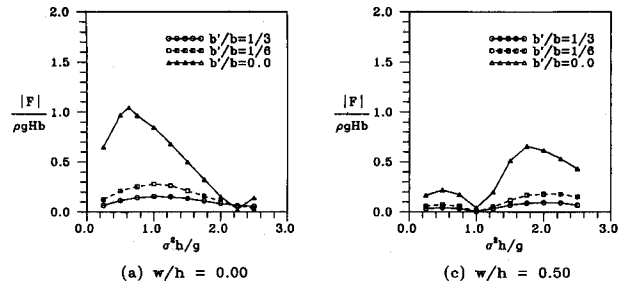 2.0
1.5
|F|
ρgHb
1.0
0.5
0.0
b'/b=1/3
b'/b=1/6
b'/b=0.0
0.0 1.0 2.0 3.0
σ²h/g
(a) w/h = 0.00
2.0
1.5
|F|
ρgHb
1.0
0.5
0.0
b'/b=1/3
b'/b=1/6
b'/b=0.0
0.0 1.0 2.0 3.0
σ²h/g
(c) w/h = 0.50